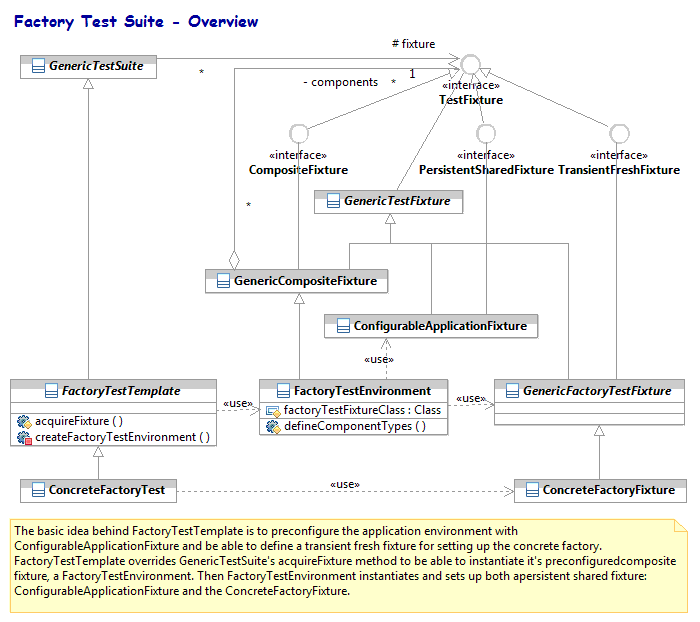 Factory Test Suite - Overview
# fixture
GenericTestSuite
*
1
- components *
«interface»
TestFixture
«interface»
CompositeFixture
«interface»
PersistentSharedFixture
«interface»
TransientFreshFixture
GenericTestFixture
*
GenericCompositeFixture
ConfigurableApplicationFixture
«use»
FactoryTestTemplate
acquireFixture ( )
createFactoryTestEnvironment ( )
«use»
FactoryTestEnvironment
factoryTestFixtureClass : Class
defineComponentTypes ( )
«use»
GenericFactoryTestFixture
ConcreteFactoryTest
«use»
ConcreteFactoryFixture
The basic idea behind FactoryTestTemplate is to preconfigure the application environment with
ConfigurableApplicationFixture and be able to define a transient fresh fixture for setting up the concrete factory.
FactoryTestTemplate overrides GenericTestSuite's acquireFixture method to be able to instantiate it's preconfiguredcomposite
fixture, a FactoryTestEnvironment. Then FactoryTestEnvironment instantiates and sets up both apersistent shared fixture:
ConfigurableApplicationFixture and the ConcreteFactoryFixture.